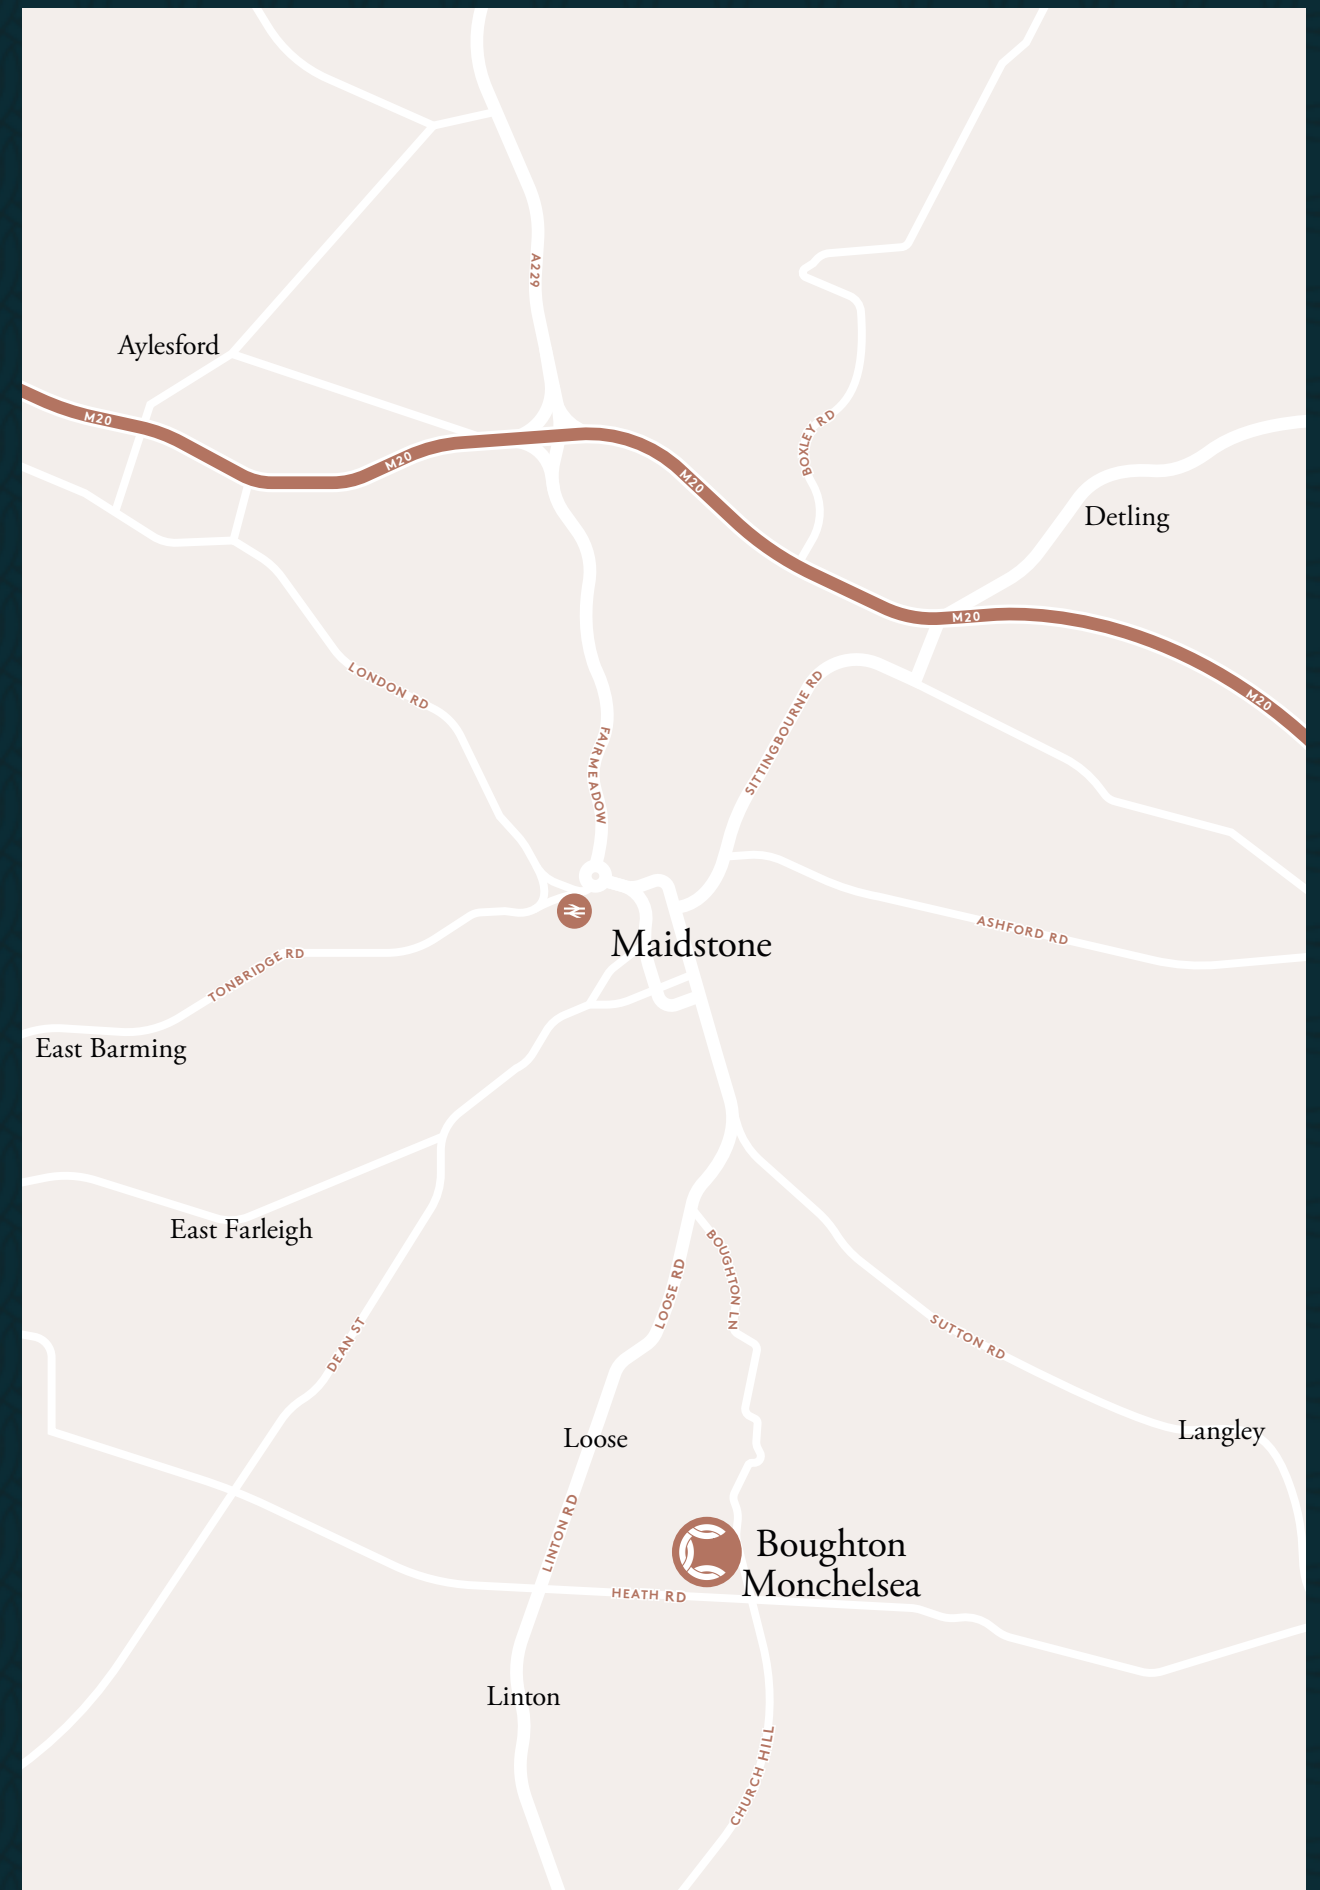 A229
Aylesford
M20
BOXLEY RD
M20
M20
Detling
M20
LONDON RD
SITTINGBOURNE RD
M20
FAIRMEADOW
ASHFORD RD
Maidstone
TONBRIDGE RD
East Barming
East Farleigh
BOUGHTON LN
LOOSE RD
SUTTON RD
DEAN ST
Langley
Loose
LINTON RD
Boughton
Monchelsea
HEATH RD
Linton
CHURCH HILL